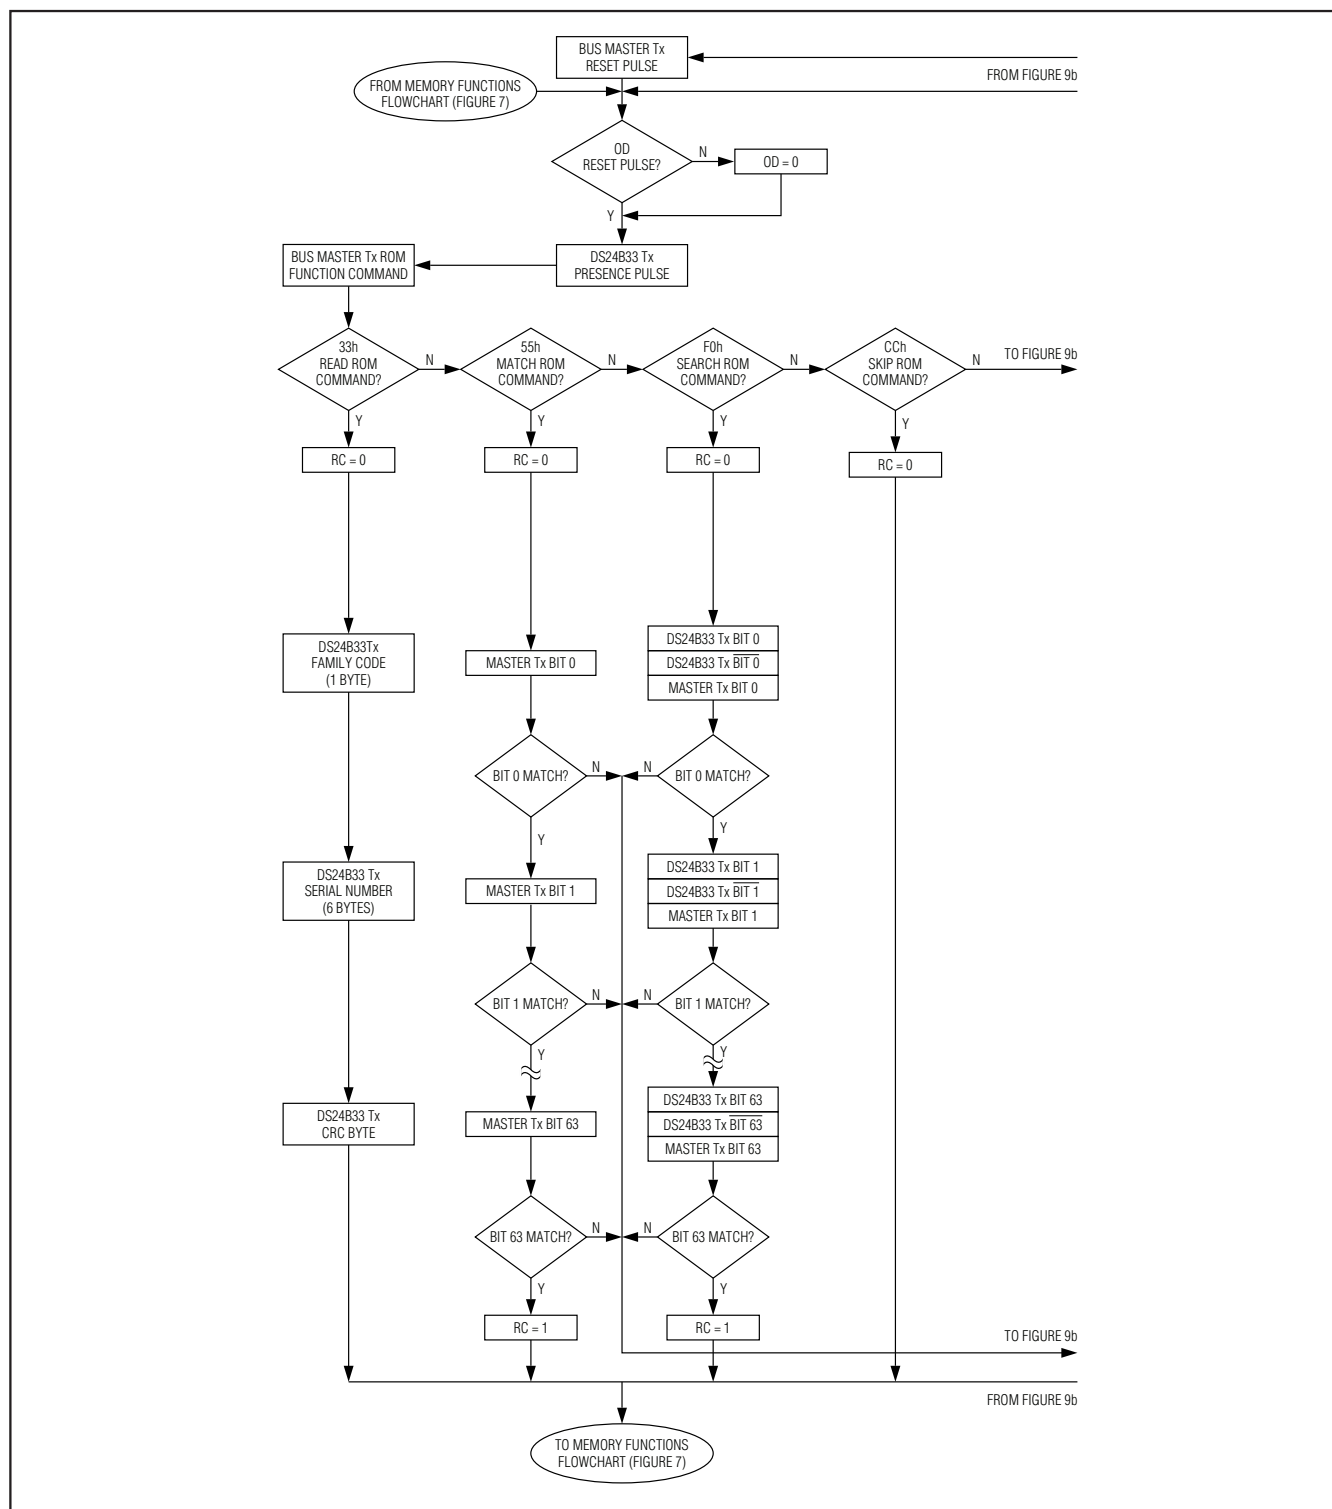 BUS MASTER Tx
RESET PULSE
FROM FIGURE 9b
FROM MEMORY FUNCTIONS
FLOWCHART (FIGURE 7)
OD
RESET PULSE?
N
OD = 0
Y
BUS MASTER Tx ROM
FUNCTION COMMAND
DS24B33 Tx
PRESENCE PULSE
33h
READ ROM
COMMAND?
N
55h
MATCH ROM
COMMAND?
N
F0h
SEARCH ROM
COMMAND?
N
CCh
SKIP ROM
COMMAND?
N
TO FIGURE 9b
Y
Y
Y
Y
RC = 0
RC = 0
RC = 0
RC = 0
DS24B33Tx
FAMILY CODE
(1 BYTE)
MASTER Tx BIT 0
DS24B33 Tx BIT 0
DS24B33 Tx B̅I̅T̅ ̅0̅
MASTER Tx BIT 0
BIT 0 MATCH?
N
N
BIT 0 MATCH?
Y
Y
DS24B33 Tx
SERIAL NUMBER
(6 BYTES)
MASTER Tx BIT 1
DS24B33 Tx BIT 1
DS24B33 Tx B̅I̅T̅ ̅1̅
MASTER Tx BIT 1
BIT 1 MATCH?
N
N
BIT 1 MATCH?
Y
Y
DS24B33 Tx
CRC BYTE
MASTER Tx BIT 63
DS24B33 Tx BIT 63
DS24B33 Tx B̅I̅T̅ ̅6̅3̅
MASTER Tx BIT 63
BIT 63 MATCH?
N
N
BIT 63 MATCH?
Y
Y
RC = 1
RC = 1
TO FIGURE 9b
FROM FIGURE 9b
TO MEMORY FUNCTIONS
FLOWCHART (FIGURE 7)